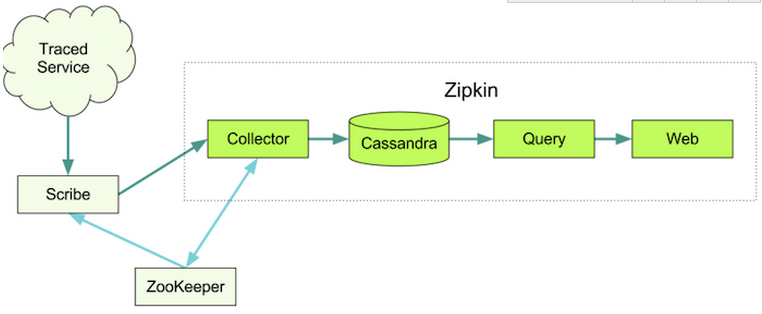 Traced
Service
Zipkin
Collector
Cassandra
Query
Web
Scribe
ZooKeeper